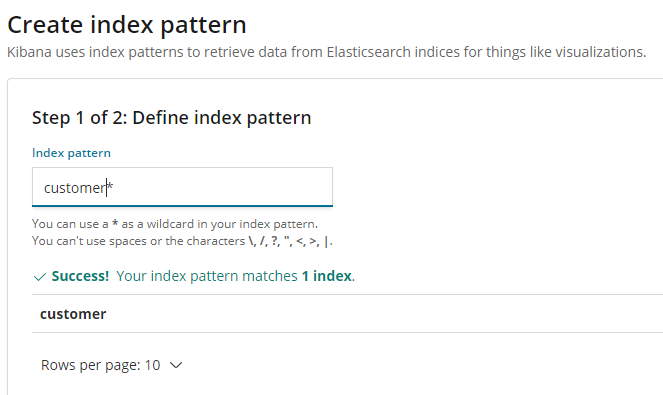 Create index pattern
Kibana uses index patterns to retrieve data from Elasticsearch indices for things like visualizations.
Step 1 of 2: Define index pattern
Index pattern
customer*
You can use a * as a wildcard in your index pattern.
You can't use spaces or the characters \, /, ?, ", <, >, |.
Success! Your index pattern matches 1 index.
customer
Rows per page: 10